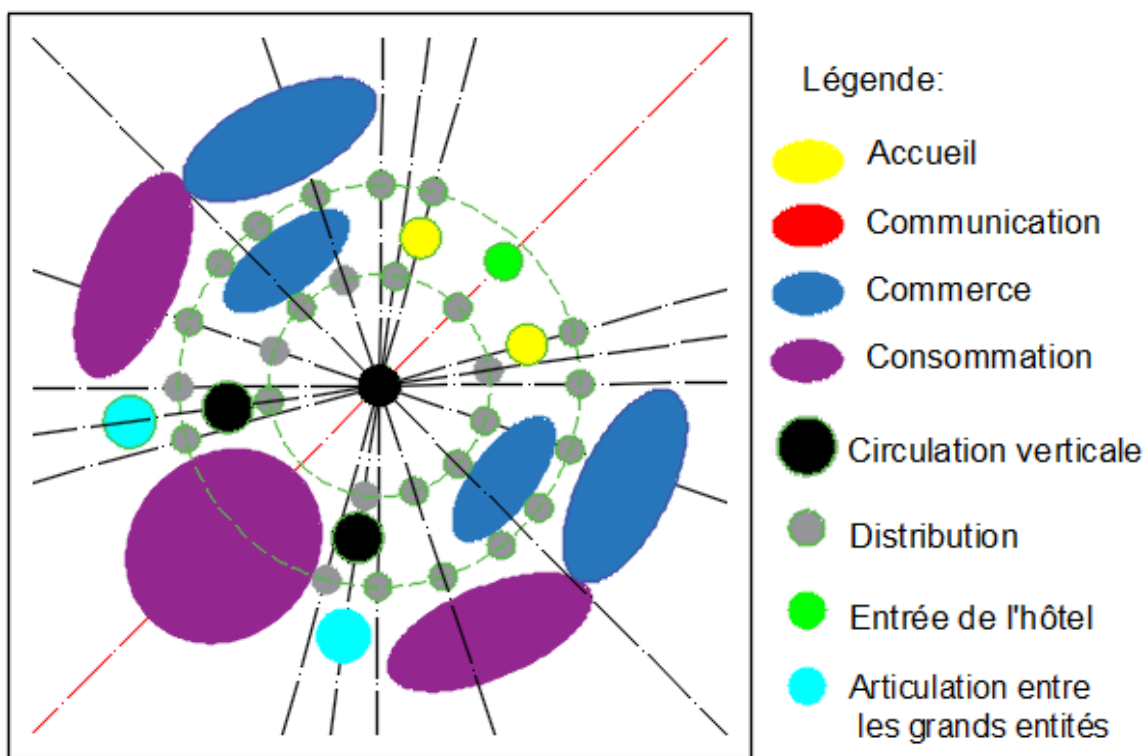 Légende:
Accueil
Communication
Commerce
Consommation
Circulation verticale
Distribution
Entrée de l'hôtel
Articulation entre
les grands entités